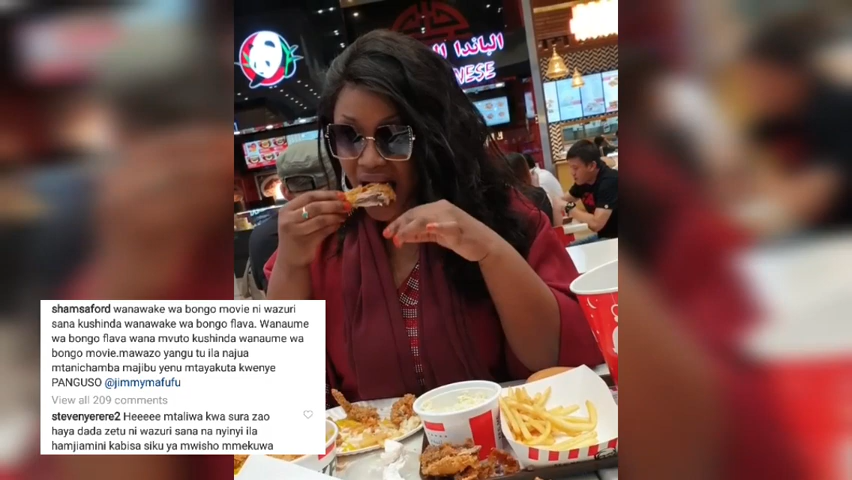 الباندا ال
NESE
shamsaford wanawake wa bongo movie ni wazuri
sana kushinda wanawake wa bongo flava. Wanaume
wa bongo flava wana mvuto kushinda wanaume wa
bongo movie.mawazo yangu tu ila najua
mtanichamba majibu yenu mtayakuta kwenye
PANGUSO @jimmymafufu
View all 209 comments
stevenyerere2 Heeeee mtaliwa kwa sura zao
haya dada zetu ni wazuri sana na nyinyi ila
hamjiamini kabisa siku ya mwisho mmekuwa